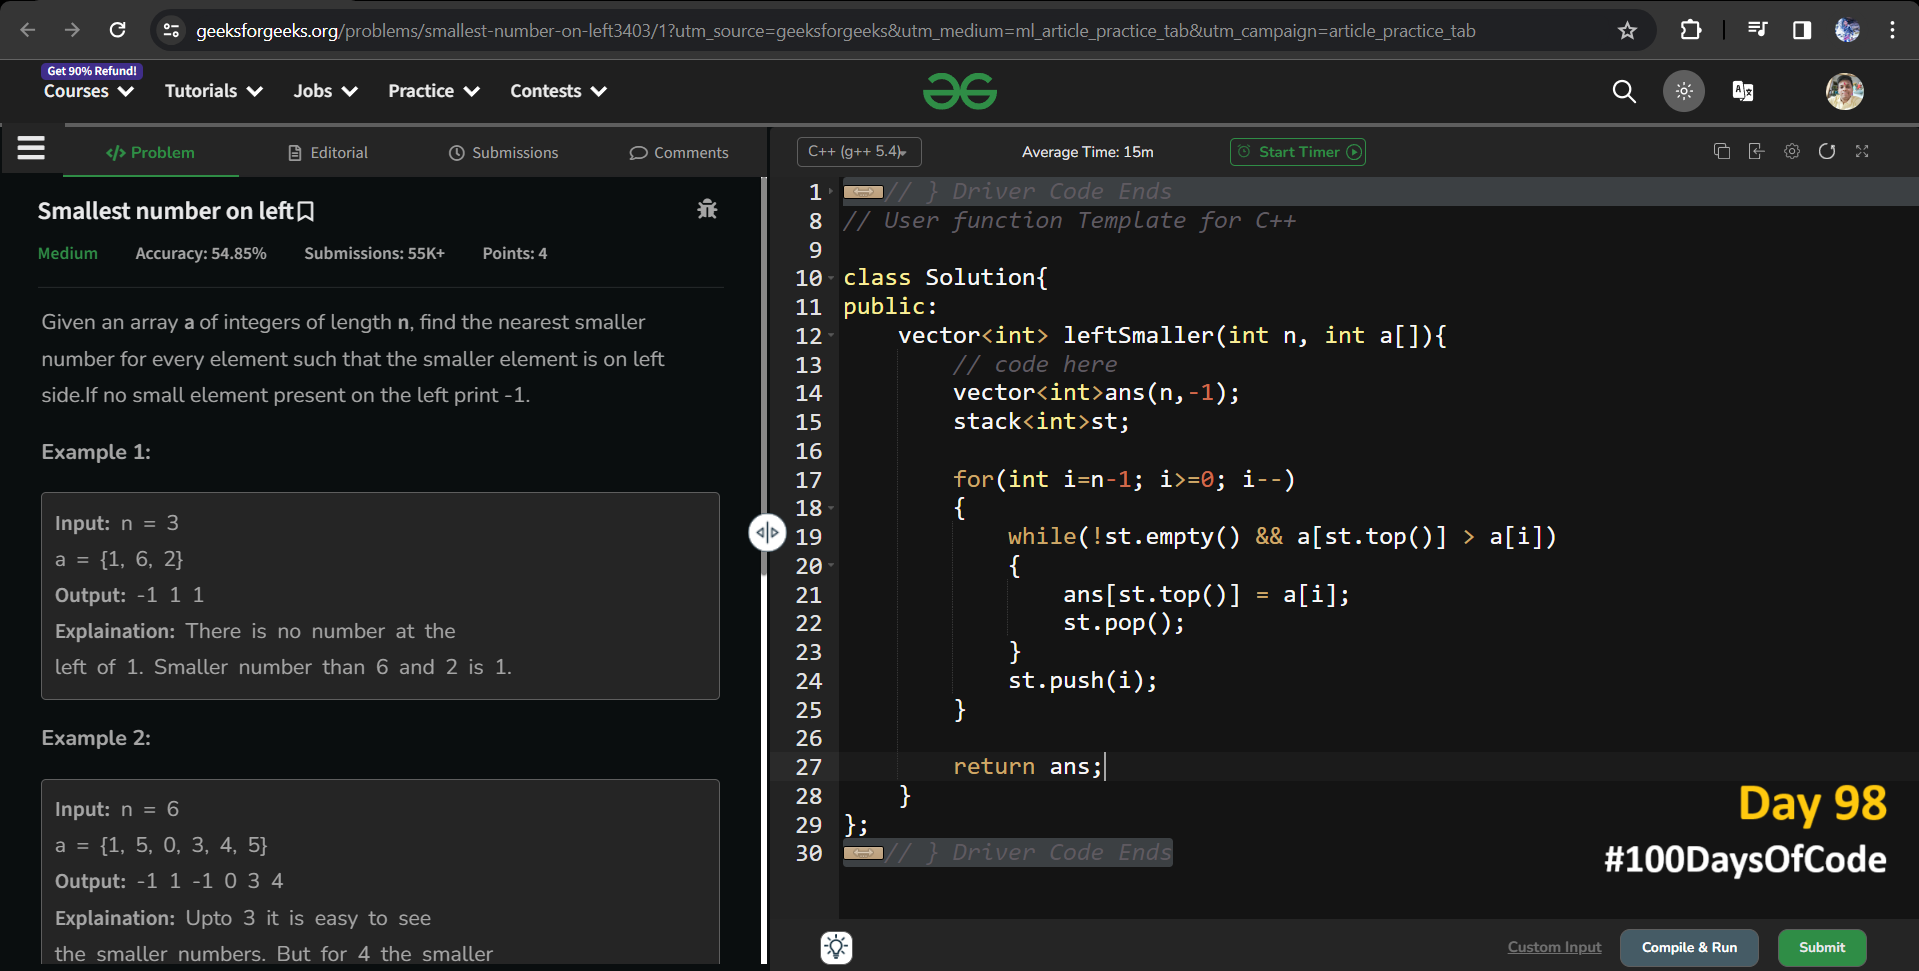 geeksforgeeks.org/problems/smallest-number-on-left3403/1?utm_source=geeksforgeeks&utm_medium=ml_article_practice_tab&utm_campaign=article_practice_tab
Get 90% Refund!
Courses Tutorials Jobs Practice Contests
</> Problem Editorial Submissions Comments
Smallest number on left
Medium Accuracy: 54.85% Submissions: 55K+ Points: 4
Given an array a of integers of length n, find the nearest smaller
number for every element such that the smaller element is on left
side.If no small element present on the left print -1.
Example 1:
Input: n = 3
a = {1, 6, 2}
Output: -1 1 1
Explaination: There is no number at the
left of 1. Smaller number than 6 and 2 is 1.
Example 2:
Input: n = 6
a = {1, 5, 0, 3, 4, 5}
Output: -1 1 -1 0 3 4
Explaination: Upto 3 it is easy to see
the smaller numbers. But for 4 the smaller
C++ (g++ 5.4) Average Time: 15m Start Timer
1 // } Driver Code Ends
8 // User function Template for C++
9
10 class Solution{
11 public:
12 vector<int> leftSmaller(int n, int a[]){
13 // code here
14 vector<int>ans(n,-1);
15 stack<int>st;
16
17 for(int i=n-1; i>=0; i--)
18 {
19 while(!st.empty() && a[st.top()] > a[i])
20 {
21 ans[st.top()] = a[i];
22 st.pop();
23 }
24 st.push(i);
25 }
26
27 return ans;
28 }
29 };
30 // } Driver Code Ends
Day 98
#100DaysOfCode
Custom Input Compile & Run Submit